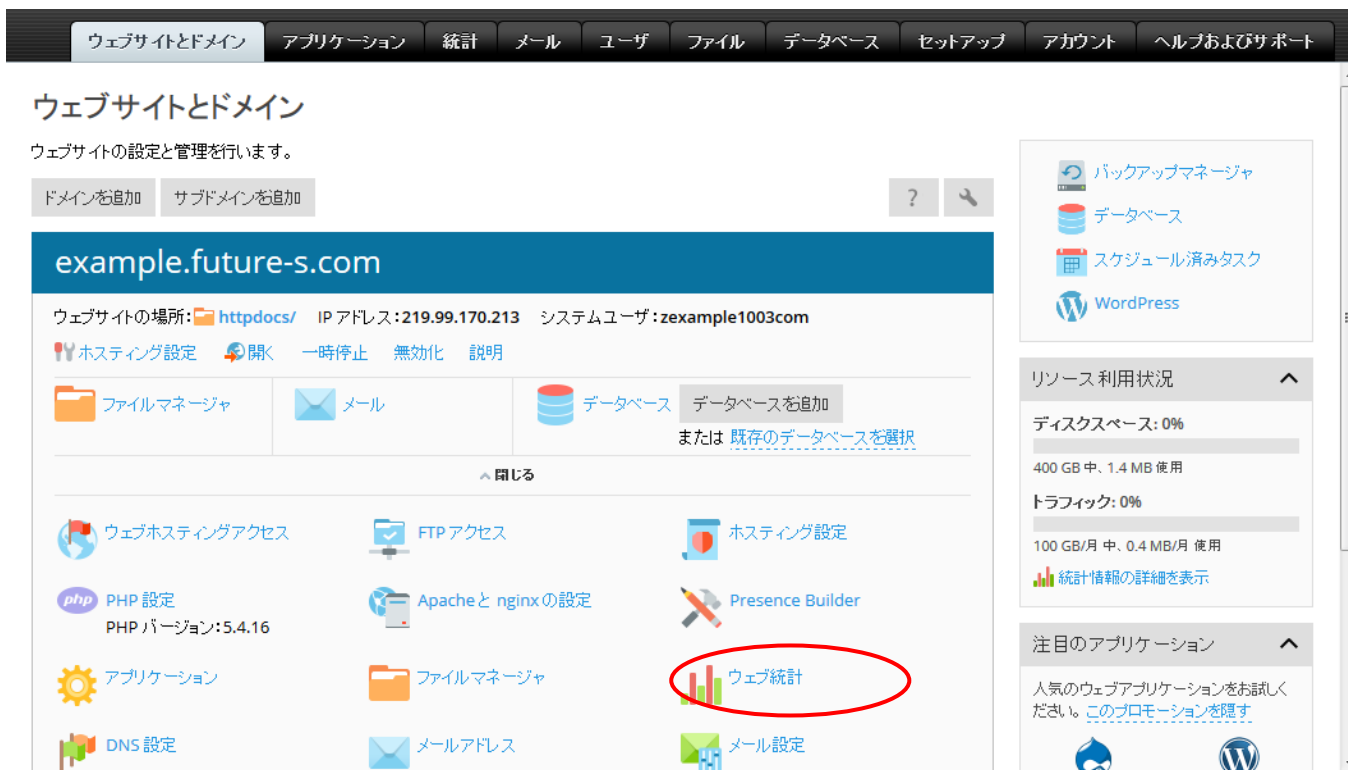 ウェブサイトとドメイン アプリケーション 統計 メール ユーザ ファイル データベース セットアップ アカウント ヘルプおよびサポート
ウェブサイトとドメイン
ウェブサイトの設定と管理を行います。
ドメインを追加 サブドメインを追加 ?
example.future-s.com
ウェブサイトの場所: httpdocs/ IP アドレス: 219.99.170.213 システムユーザ: zexample1003com
ホスティング設定 開く 一時停止 無効化 説明
ファイルマネージャ メール データベース データベースを追加
または 既存のデータベースを選択
閉じる
ウェブホスティングアクセス FTP アクセス ホスティング設定
php PHP 設定 Apacheと nginx の設定 Presence Builder
PHP バージョン: 5.4.16
アプリケーション ファイルマネージャ ウェブ統計
DNS 設定 メールアドレス メール設定
バックアップマネージャ
データベース
スケジュール済みタスク
WordPress
リソース利用状況
ディスクスペース: 0%
400 GB 中、1.4 MB 使用
トラフィック: 0%
100 GB/月 中、0.4 MB/月 使用
統計情報の詳細を表示
注目のアプリケーション
人気のウェブアプリケーションをお試しく
ださい。このプロモーションを隠す